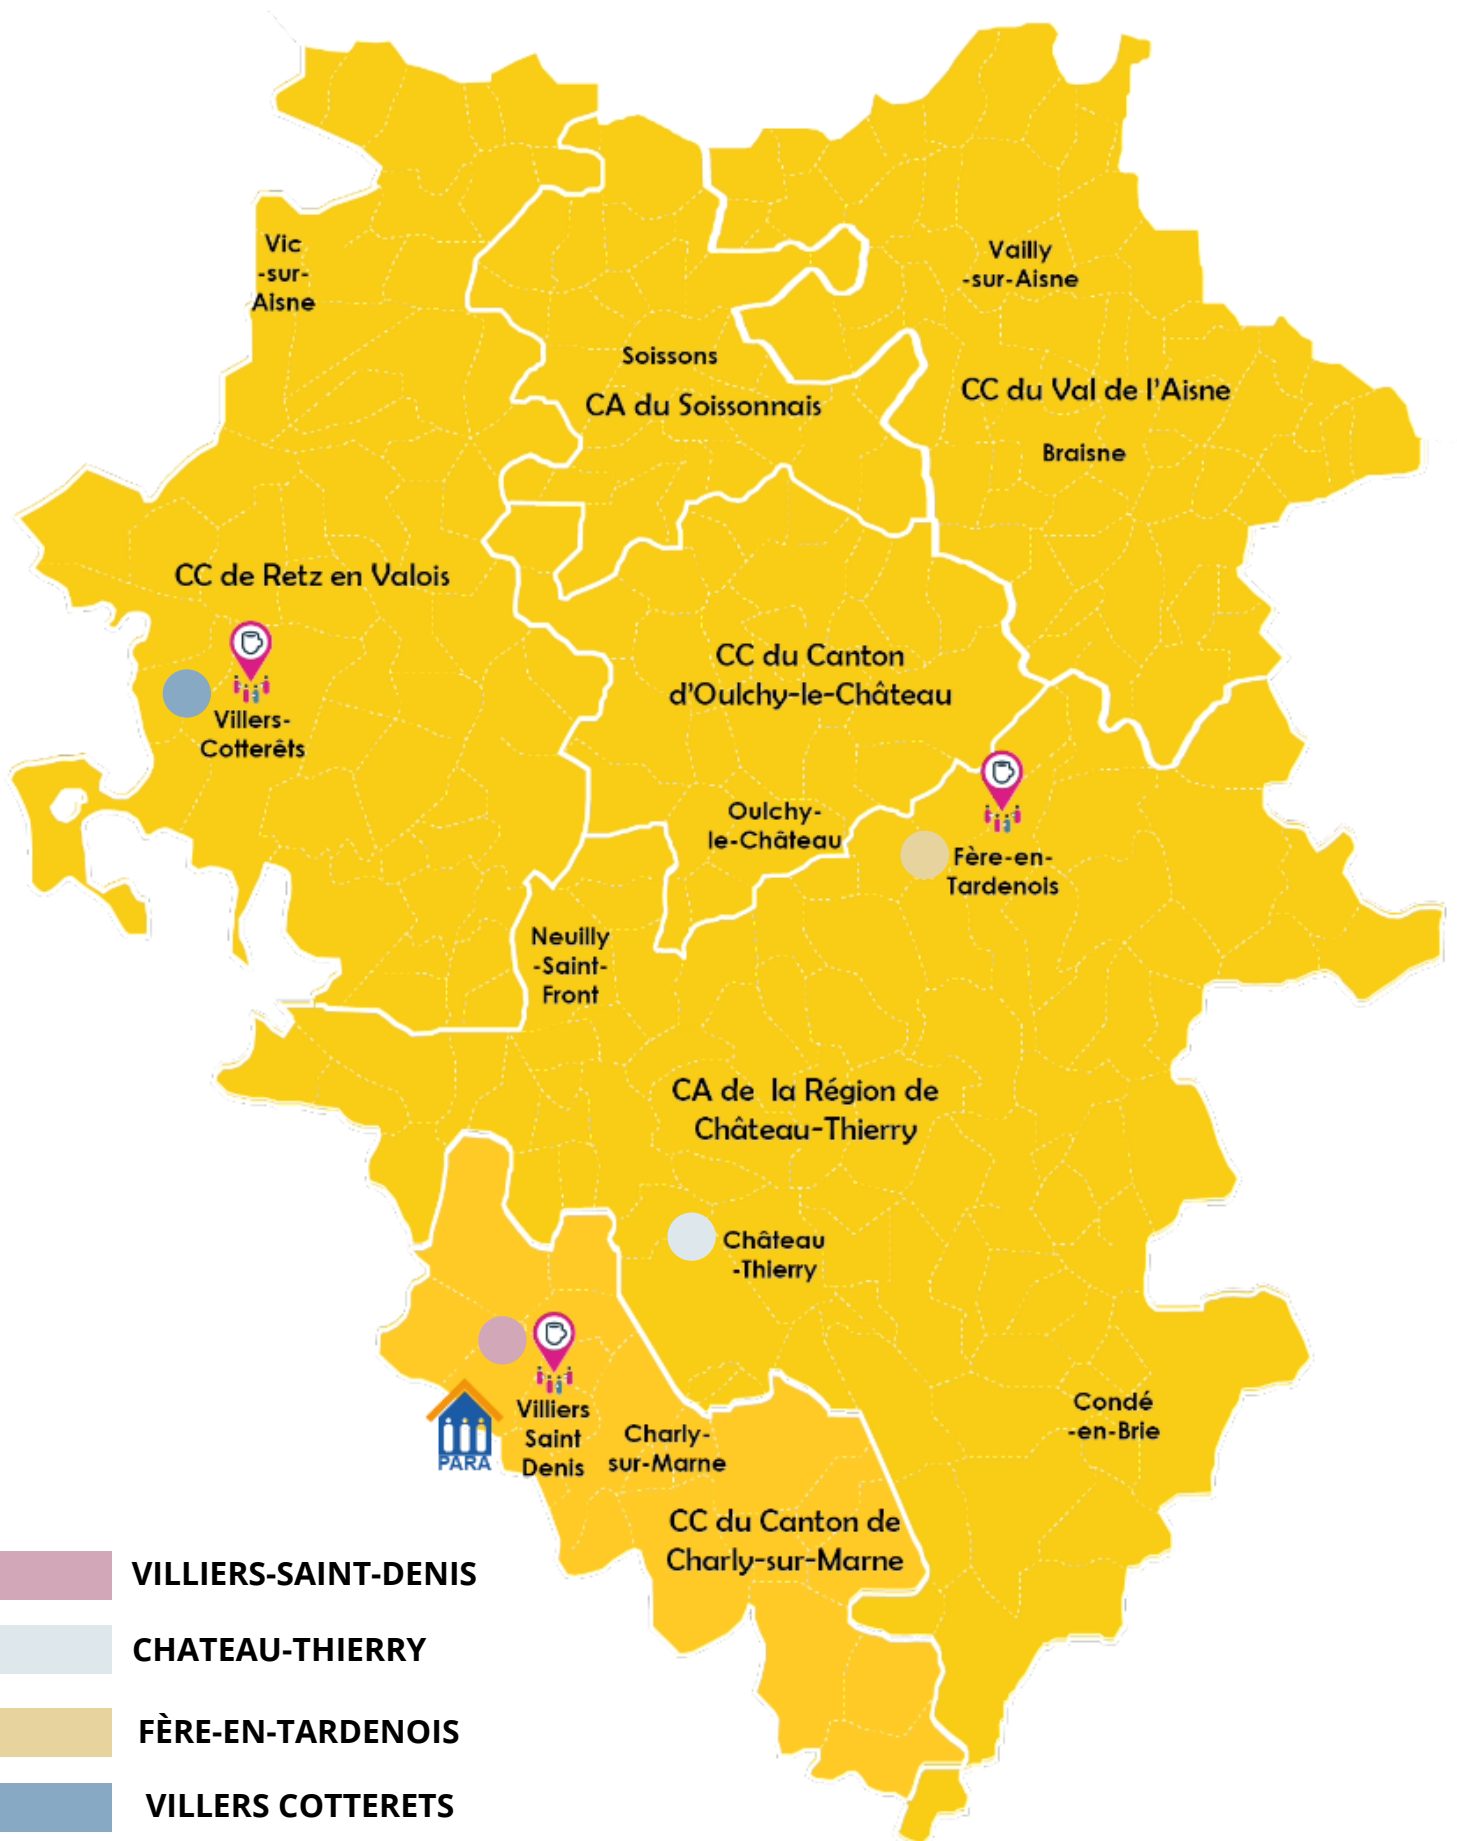 Vic
-sur-
Aisne
Vailly
-sur-Aisne
Soissons
CA du Soissonnais
CC du Val de l'Aisne
Braisne
CC de Retz en Valois
Villers-
Cotterêts
CC du Canton
d'Oulchy-le-Château
Oulchy-
le-Château
Fère-en-
Tardenois
Neuilly
-Saint-
Front
CA de la Région de
Château-Thierry
Château
-Thierry
Villiers
Saint
Denis
PARA
Charly-
sur-Marne
Condé
-en-Brie
CC du Canton de
Charly-sur-Marne
VILLIERS-SAINT-DENIS
CHATEAU-THIERRY
FÈRE-EN-TARDENOIS
VILLERS COTTERETS